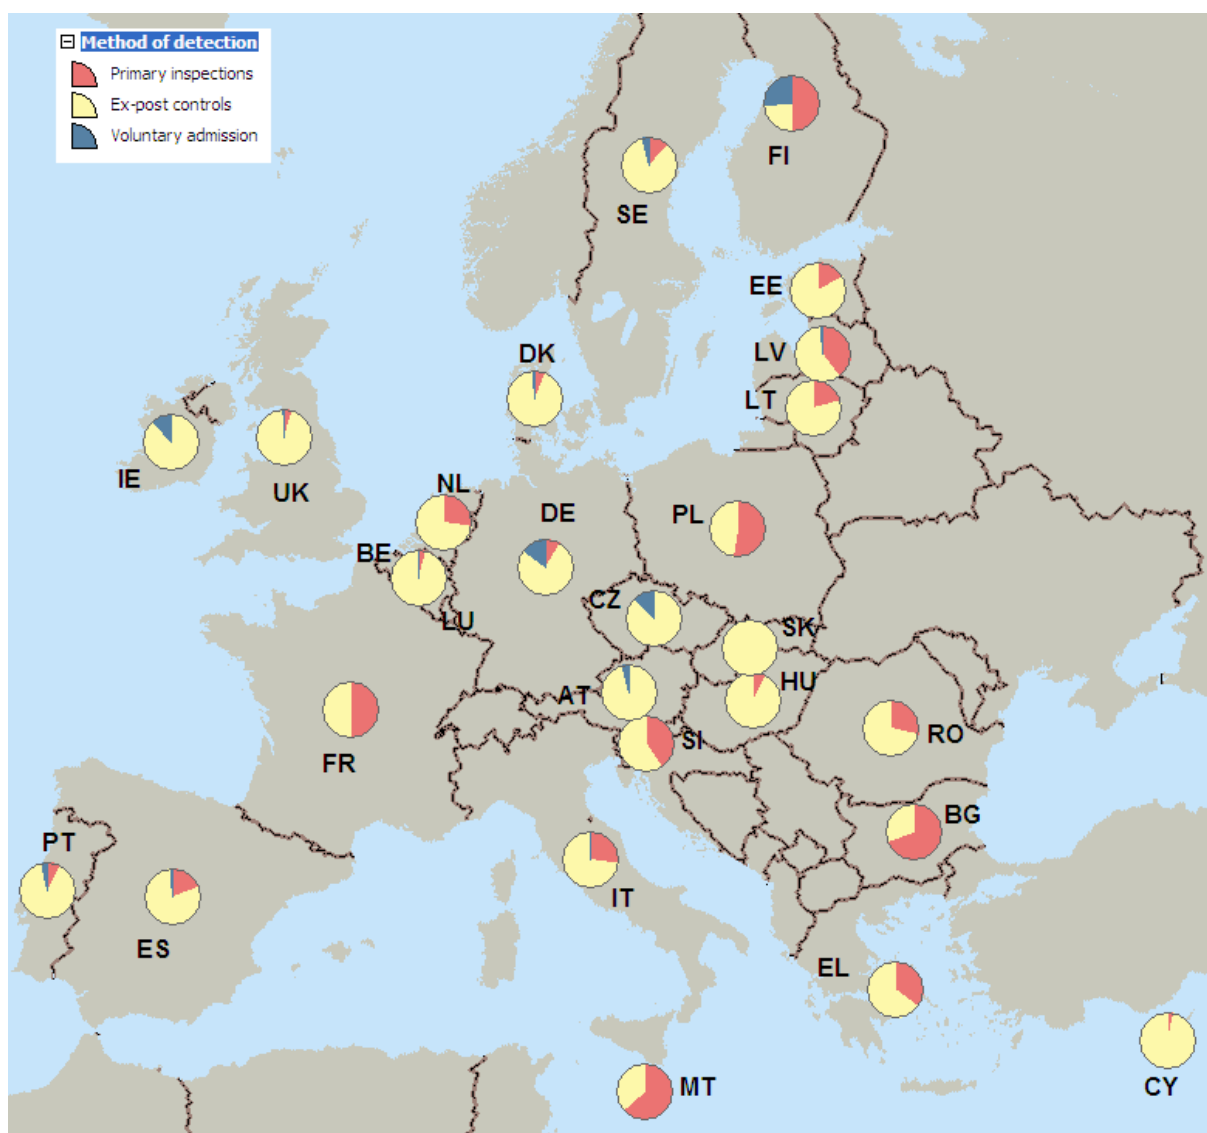 Method of detection
Primary inspections
Ex-post controls
Voluntary admission
FI
SE
EE
LV
DK
LT
IE
UK
NL
DE
PL
BE
CZ
LU
SK
AT
HU
SI
RO
FR
BG
PT
IT
ES
EL
MT
CY